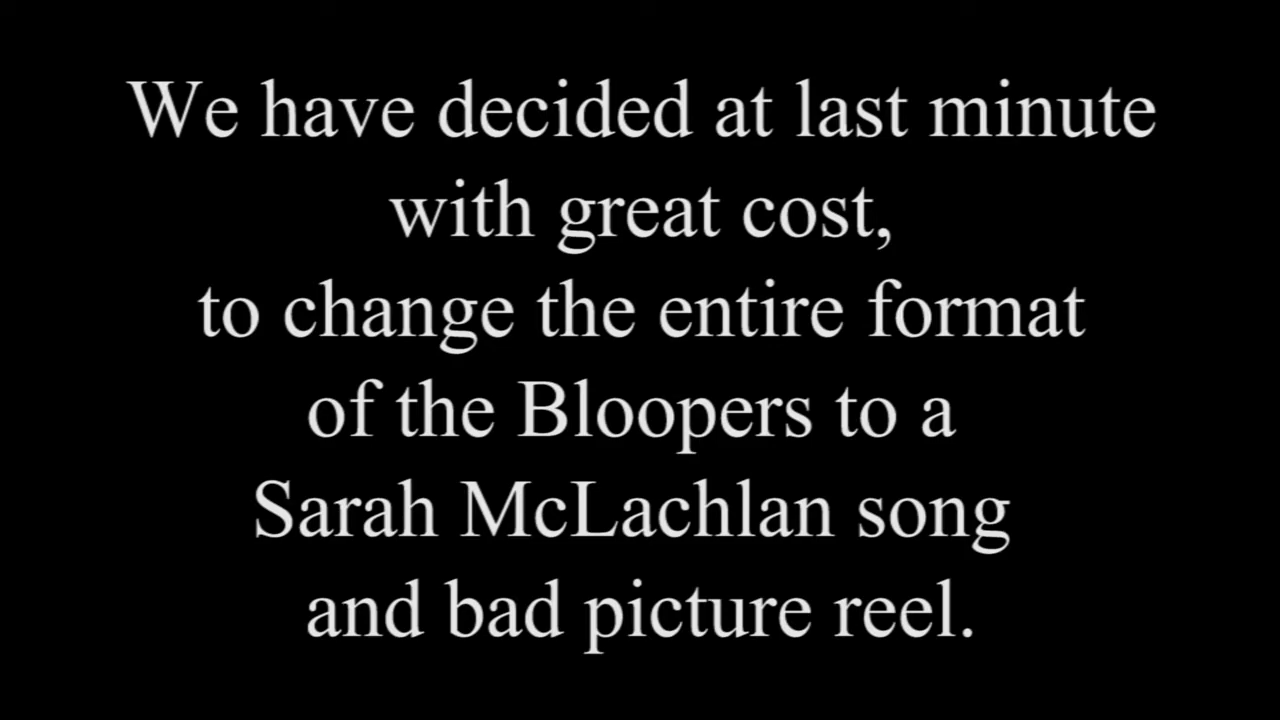 We have decided at last minute
with great cost,
to change the entire format
of the Bloopers to a
Sarah McLachlan song
and bad picture reel.